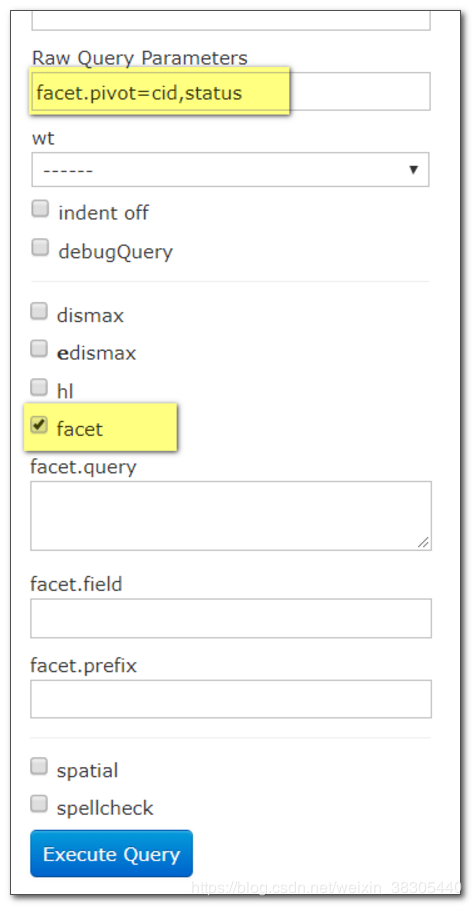 Raw Query Parameters
facet.pivot=cid,status
wt
------
indent off
debugQuery
dismax
edismax
hl
facet
facet.query
facet.field
facet.prefix
spatial
spellcheck
Execute Query
https://blog.csdn.net/weixin_38305440